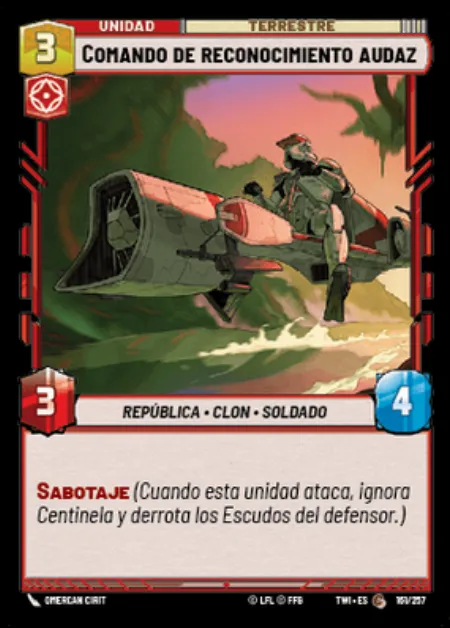 UNIDAD
TERRESTRE
3
COMANDO DE RECONOCIMIENTO AUDAZ
3
REPÚBLICA • CLON • SOLDADO
4
SABOTAJE (Cuando esta unidad ataca, ignora
Centinela y derrota los Escudos del defensor.)
OMERCAN CIRIT
© LFL © FFG
TWI • ES
C
161/257